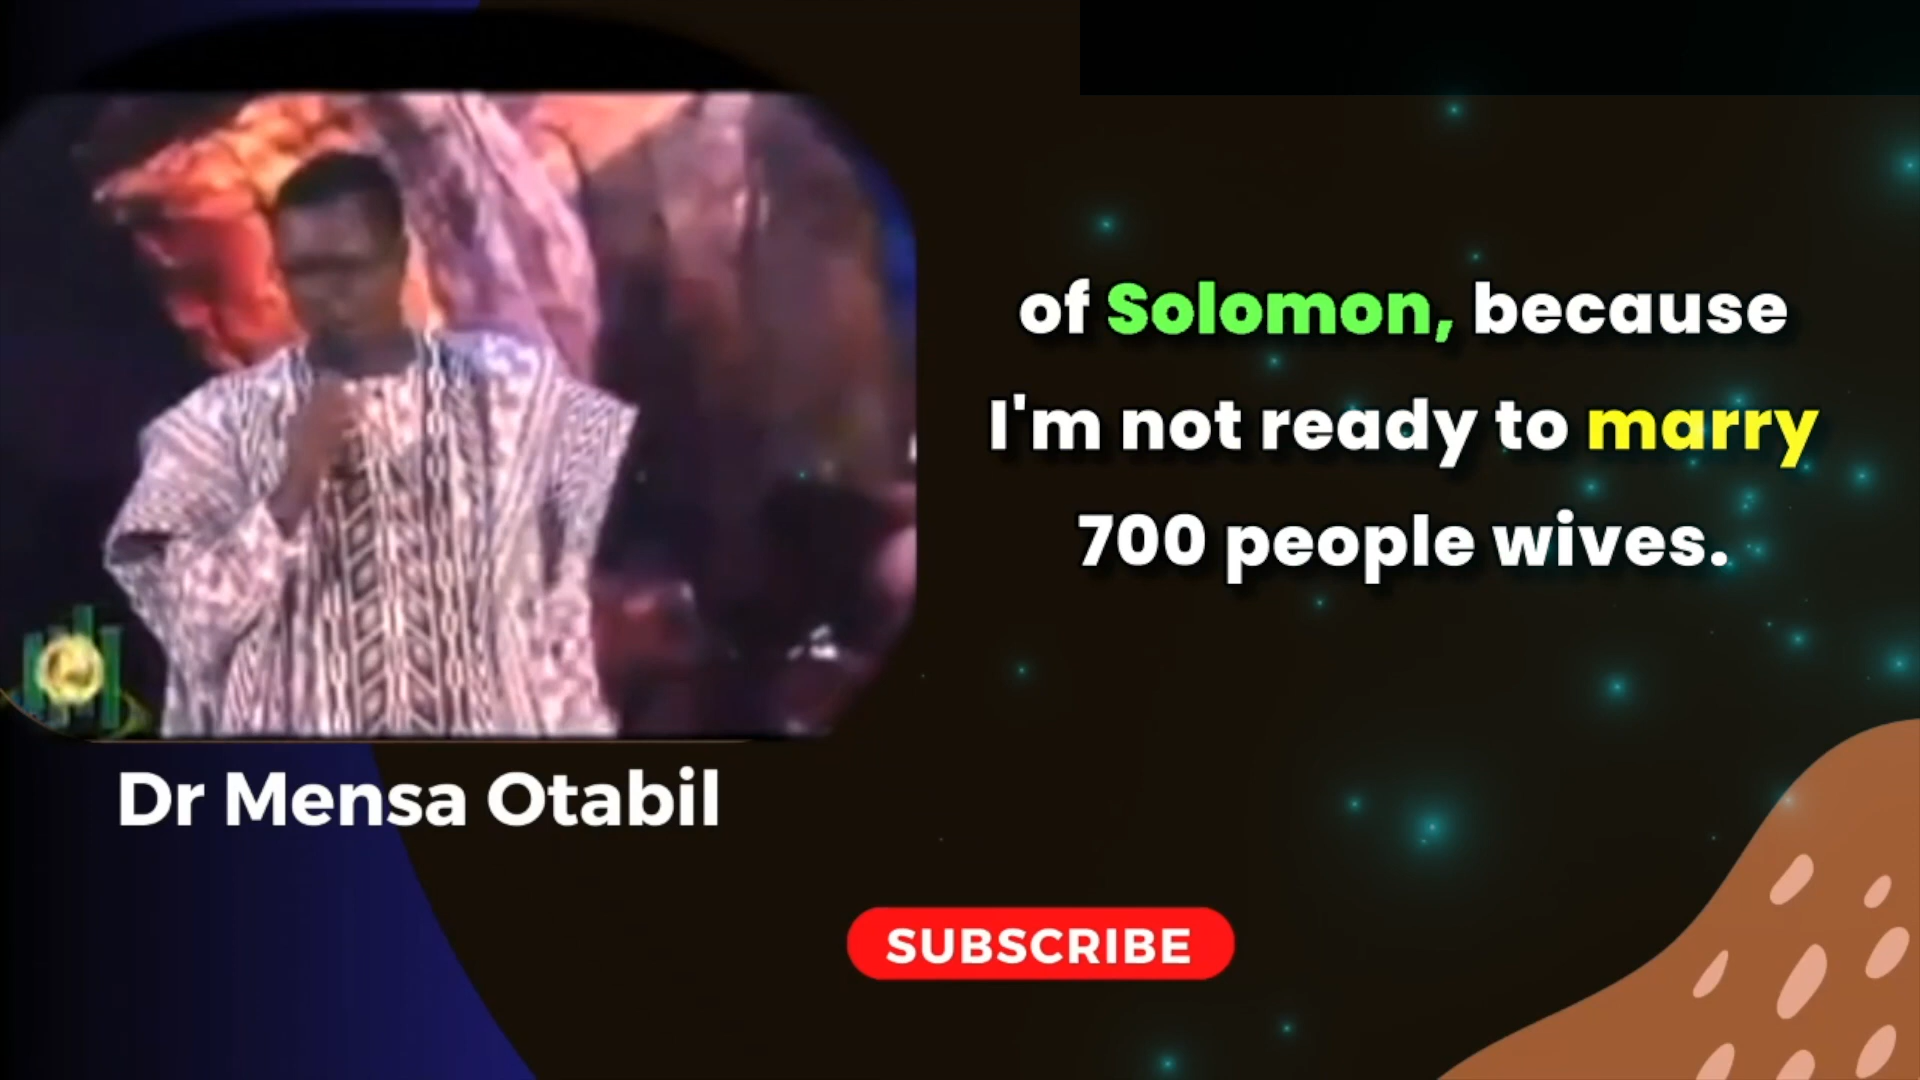 of Solomon, because
I'm not ready to marry
700 people wives.
Dr Mensa Otabil
SUBSCRIBE